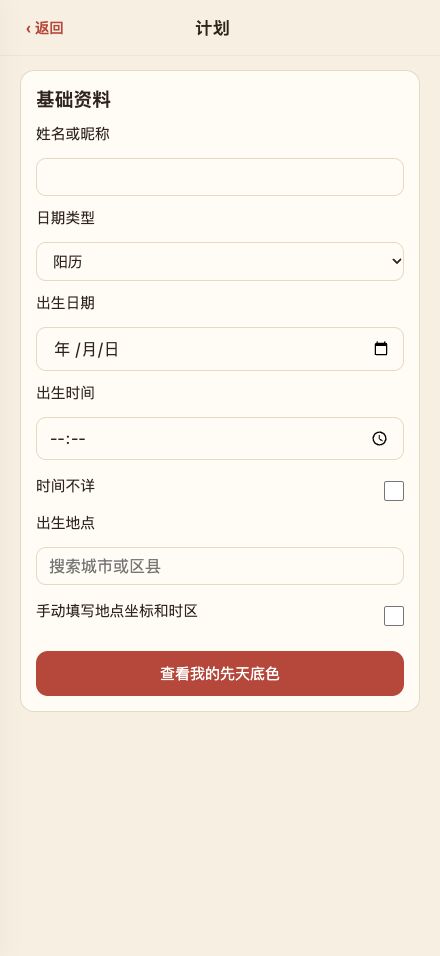 ‹ 返回
计划
基础资料
姓名或昵称
日期类型
阳历
出生日期
年 /月/日
出生时间
--:--
时间不详
出生地点
搜索城市或区县
手动填写地点坐标和时区
查看我的先天底色